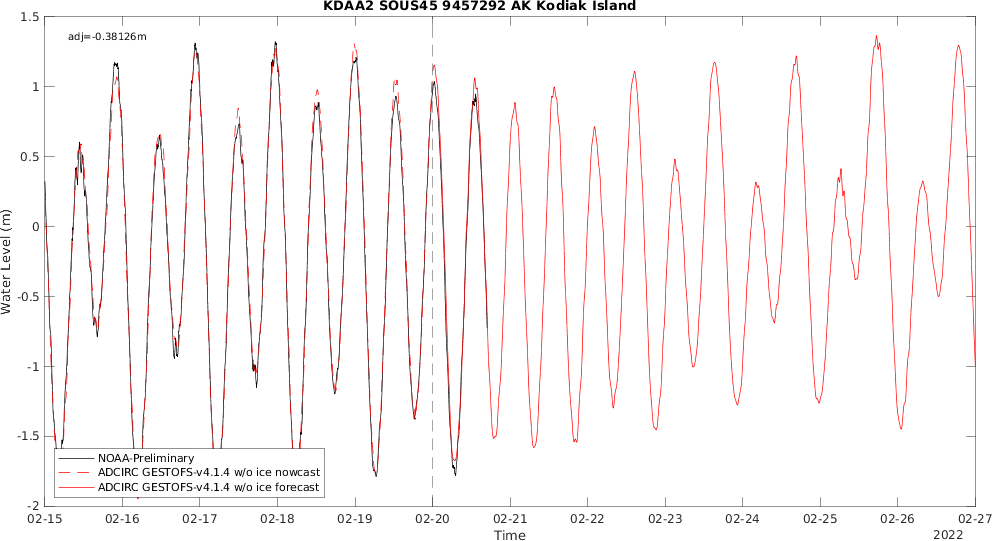 KDAA2 SOUS45 9457292 AK Kodiak Island
adj=-0.38126m
1.5
1
0.5
0
-0.5
-1
-1.5
-2
Water Level (m)
NOAA-Preliminary
ADCIRC GESTOFS-v4.1.4 w/o ice nowcast
ADCIRC GESTOFS-v4.1.4 w/o ice forecast
02-15 02-16 02-17 02-18 02-19 02-20 02-21 02-22 02-23 02-24 02-25 02-26 02-27
Time
2022